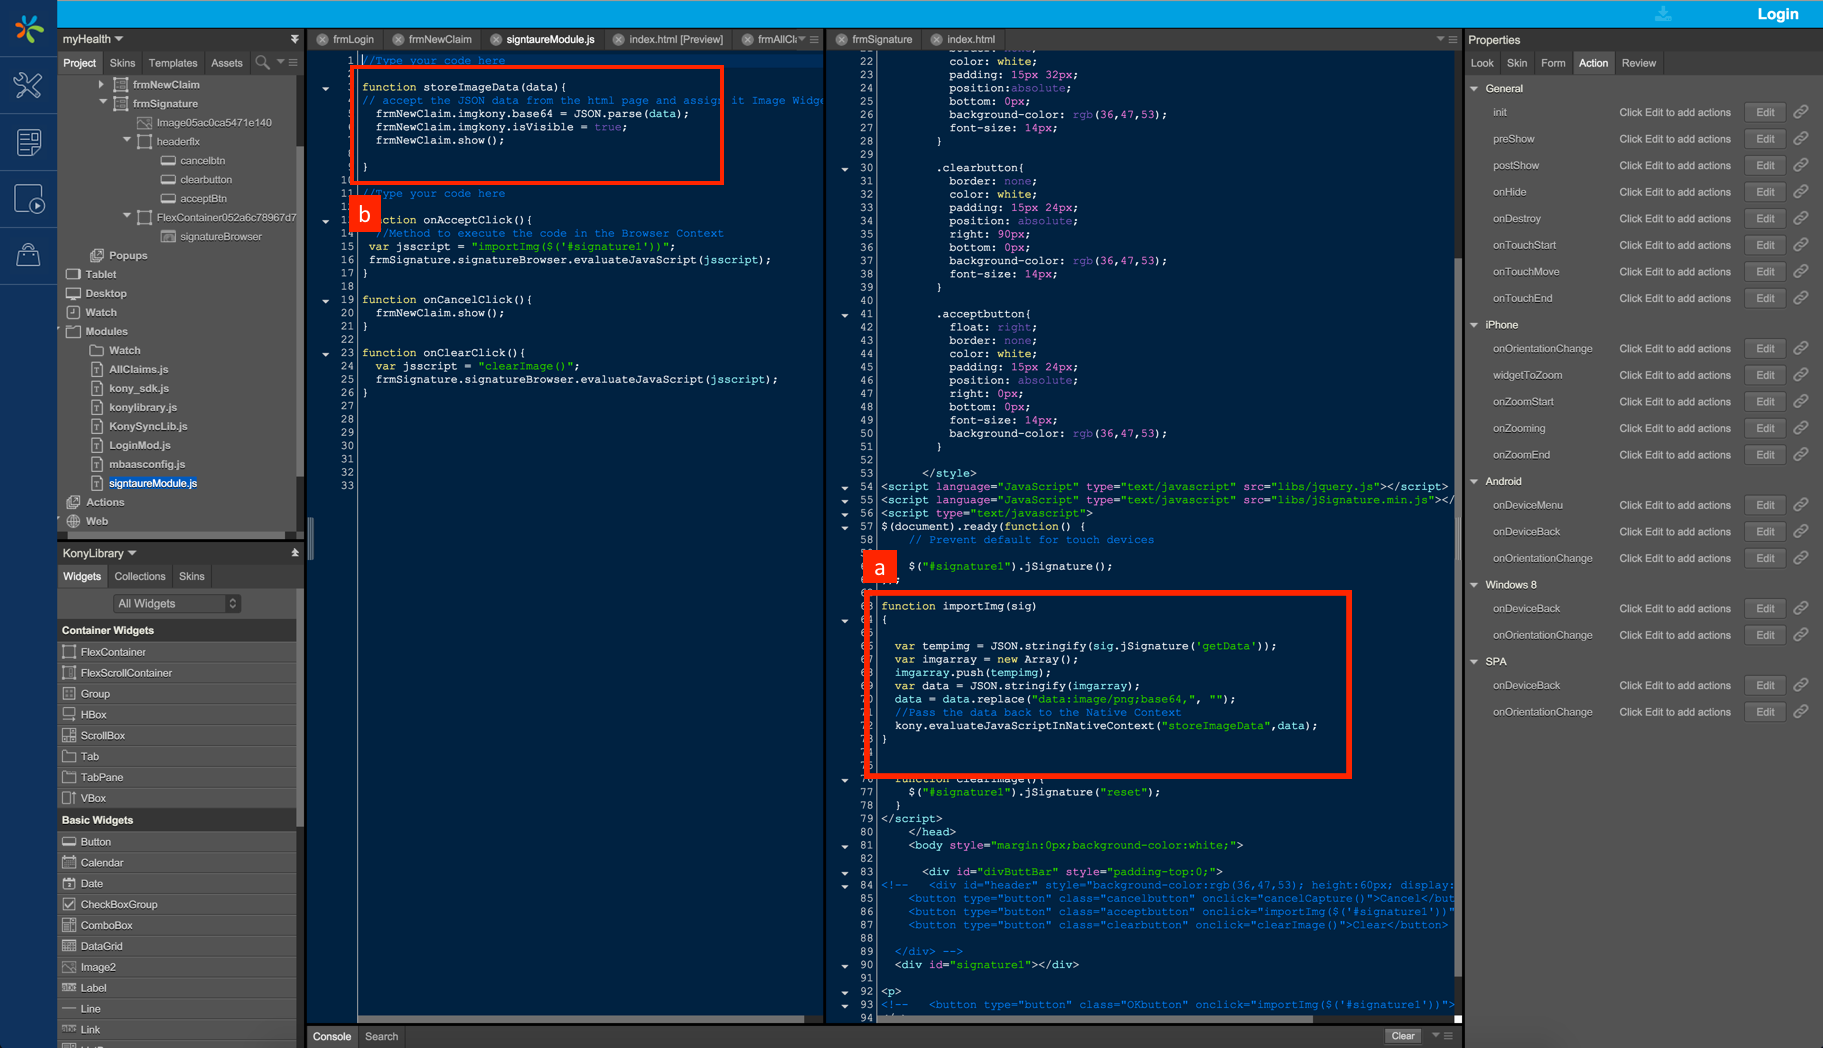 Login
myHealth
Project Skins Templates Assets
frmNewClaim
frmSignature
Image05ac0ca5471e140
headerflx
cancelbtn
clearbutton
acceptBtn
FlexContainer052a6c78967d7
signatureBrowser
Popups
Tablet
Desktop
Watch
Modules
Watch
AllClaims.js
kony_sdk.js
konylibrary.js
KonySyncLib.js
LoginMod.js
mbaasconfig.js
signtaureModule.js
Actions
Web
KonyLibrary
Widgets Collections Skins
All Widgets
Container Widgets
FlexContainer
FlexScrollContainer
Group
HBox
ScrollBox
Tab
TabPane
VBox
Basic Widgets
Button
Calendar
Date
CheckBoxGroup
ComboBox
DataGrid
Image2
Label
Line
Link
frmLogin frmNewClaim signtaureModule.js index.html [Preview] frmAllCl
1 //Type your code here
function storeImageData(data){
// accept the JSON data from the html page and assign it Image Widge
frmNewClaim.imgkony.base64 = JSON.parse(data);
frmNewClaim.imgkony.isVisible = true;
frmNewClaim.show();
}
10
11 //Type your code here
b
nction onAcceptClick(){
14 //Method to execute the code in the Browser Context
15 var jsscript = "importImg($('#signature1'))";
16 frmSignature.signatureBrowser.evaluateJavaScript(jsscript);
17 }
18
19 function onCancelClick(){
20 frmNewClaim.show();
21 }
22
23 function onClearClick(){
24 var jsscript = "clearImage()";
25 frmSignature.signatureBrowser.evaluateJavaScript(jsscript);
26 }
27
28
29
30
31
32
33
frmSignature index.html
22 color: white;
23 padding: 15px 32px;
24 position:absolute;
25 bottom: 0px;
26 background-color: rgb(36,47,53);
27 font-size: 14px;
28 }
29
30 .clearbutton{
31 border: none;
32 color: white;
33 padding: 15px 24px;
34 position: absolute;
35 right: 90px;
36 bottom: 0px;
37 background-color: rgb(36,47,53);
38 font-size: 14px;
39 }
40
41 .acceptbutton{
42 float: right;
43 border: none;
44 color: white;
45 padding: 15px 24px;
46 position: absolute;
47 right: 0px;
48 bottom: 0px;
49 font-size: 14px;
50 background-color: rgb(36,47,53);
51 }
52
53 </style>
54 <script language="JavaScript" type="text/javascript" src="libs/jquery.js"></script>
55 <script language="JavaScript" type="text/javascript" src="libs/jSignature.min.js"></
56 <script type="text/javascript">
57 $(document).ready(function() {
58 // Prevent default for touch devices
a
$("#signature1").jSignature();
function importImg(sig)
{
var tempimg = JSON.stringify(sig.jSignature('getData'));
var imgarray = new Array();
imgarray.push(tempimg);
var data = JSON.stringify(imgarray);
data = data.replace("data:image/png;base64,", "");
//Pass the data back to the Native Context
kony.evaluateJavaScriptInNativeContext("storeImageData",data);
}
76 function clearImage(){
77 $("#signature1").jSignature("reset");
78 }
79 </script>
80 </head>
81 <body style="margin:0px;background-color:white;">
82
83 <div id="divButtBar" style="padding-top:0;">
84 <!-- <div id="header" style="background-color:rgb(36,47,53); height:60px; display:
85 <button type="button" class="cancelbutton" onclick="cancelCapture()">Cancel</but
86 <button type="button" class="acceptbutton" onclick="importImg($('#signature1'))"
87 <button type="button" class="clearbutton" onclick="clearImage()">Clear</button>
88
89 </div> -->
90 <div id="signature1"></div>
91
92 <p>
93 <!-- <button type="button" class="OKbutton" onclick="importImg($('#signature1'))">
94
Console Search Clear
Properties
Look Skin Form Action Review
General
init Click Edit to add actions Edit
preShow Click Edit to add actions Edit
postShow Click Edit to add actions Edit
onHide Click Edit to add actions Edit
onDestroy Click Edit to add actions Edit
onTouchStart Click Edit to add actions Edit
onTouchMove Click Edit to add actions Edit
onTouchEnd Click Edit to add actions Edit
iPhone
onOrientationChange Click Edit to add actions Edit
widgetToZoom Click Edit to add actions Edit
onZoomStart Click Edit to add actions Edit
onZooming Click Edit to add actions Edit
onZoomEnd Click Edit to add actions Edit
Android
onDeviceMenu Click Edit to add actions Edit
onDeviceBack Click Edit to add actions Edit
onOrientationChange Click Edit to add actions Edit
Windows 8
onDeviceBack Click Edit to add actions Edit
onOrientationChange Click Edit to add actions Edit
SPA
onDeviceBack Click Edit to add actions Edit
onOrientationChange Click Edit to add actions Edit